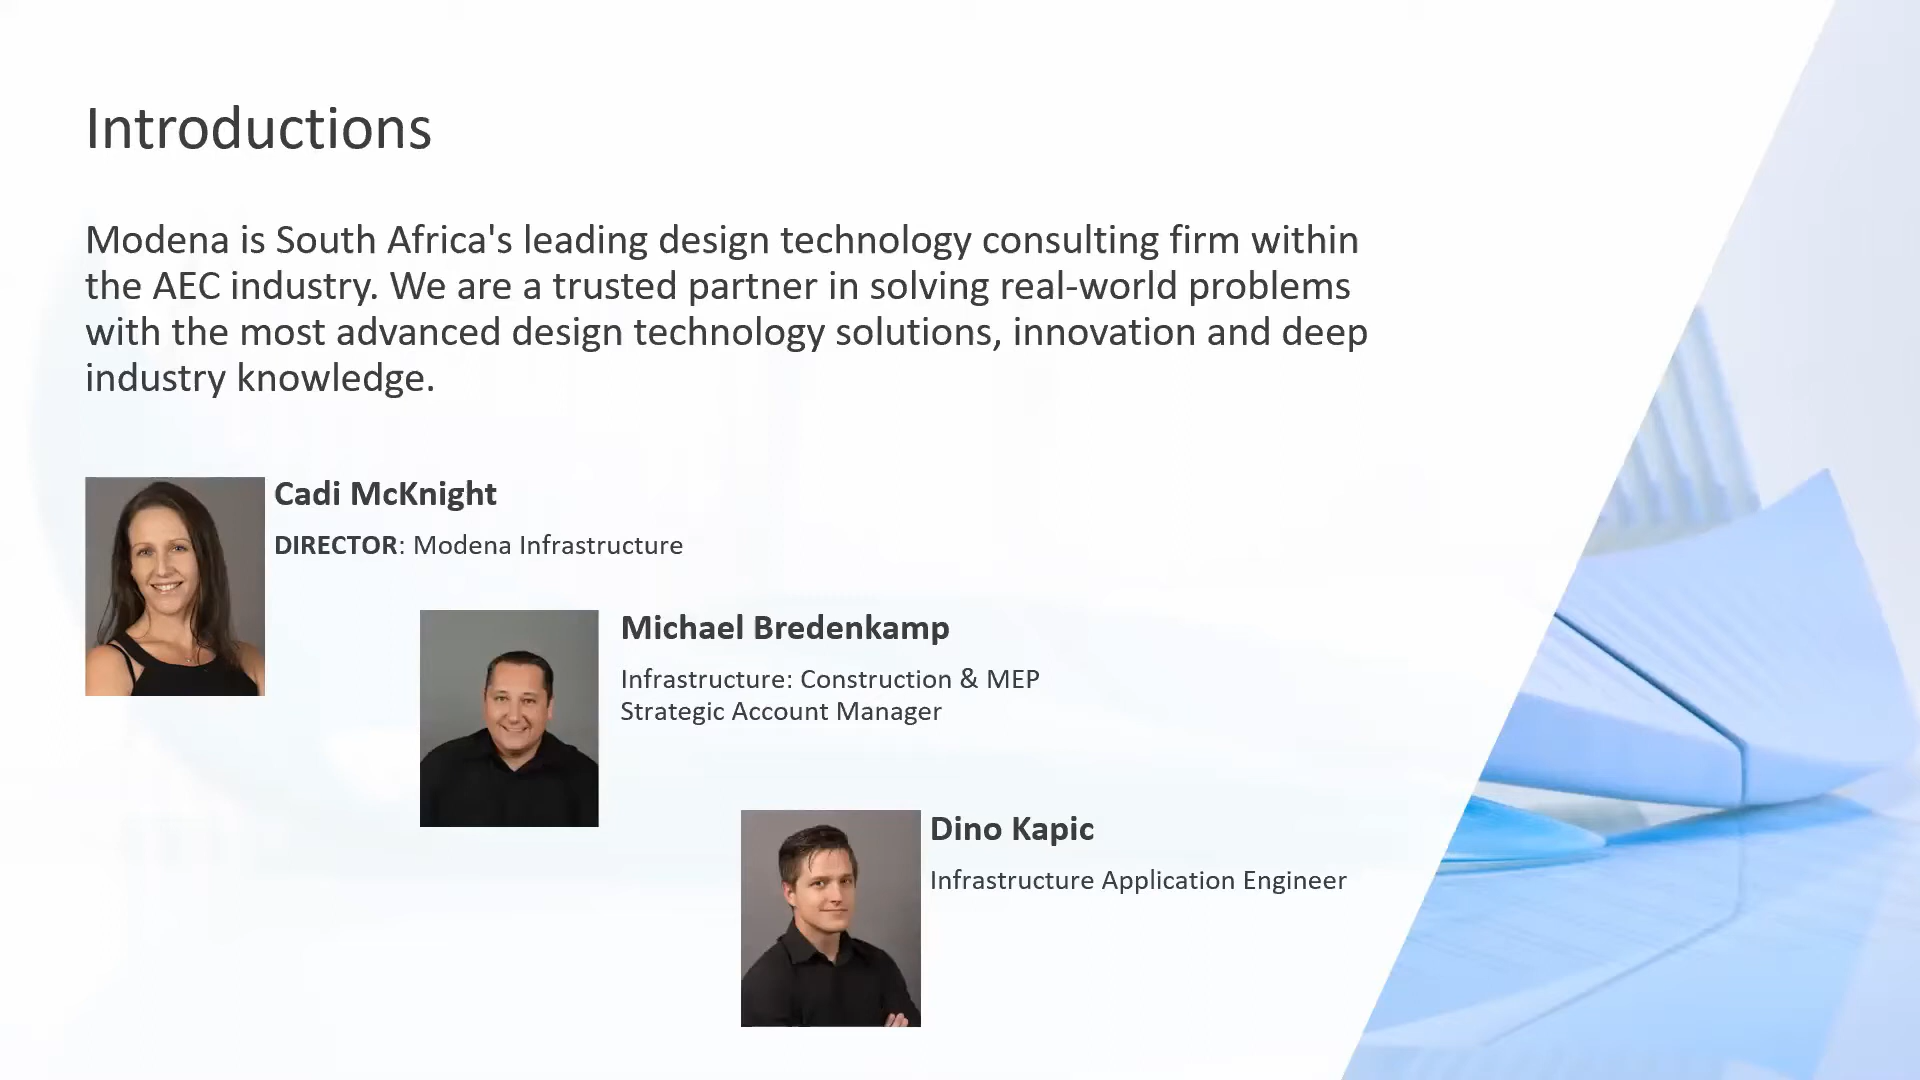 Introductions
Modena is South Africa's leading design technology consulting firm within
the AEC industry. We are a trusted partner in solving real-world problems
with the most advanced design technology solutions, innovation and deep
industry knowledge.
Cadi McKnight
DIRECTOR: Modena Infrastructure
Michael Bredenkamp
Infrastructure: Construction & MEP
Strategic Account Manager
Dino Kapic
Infrastructure Application Engineer